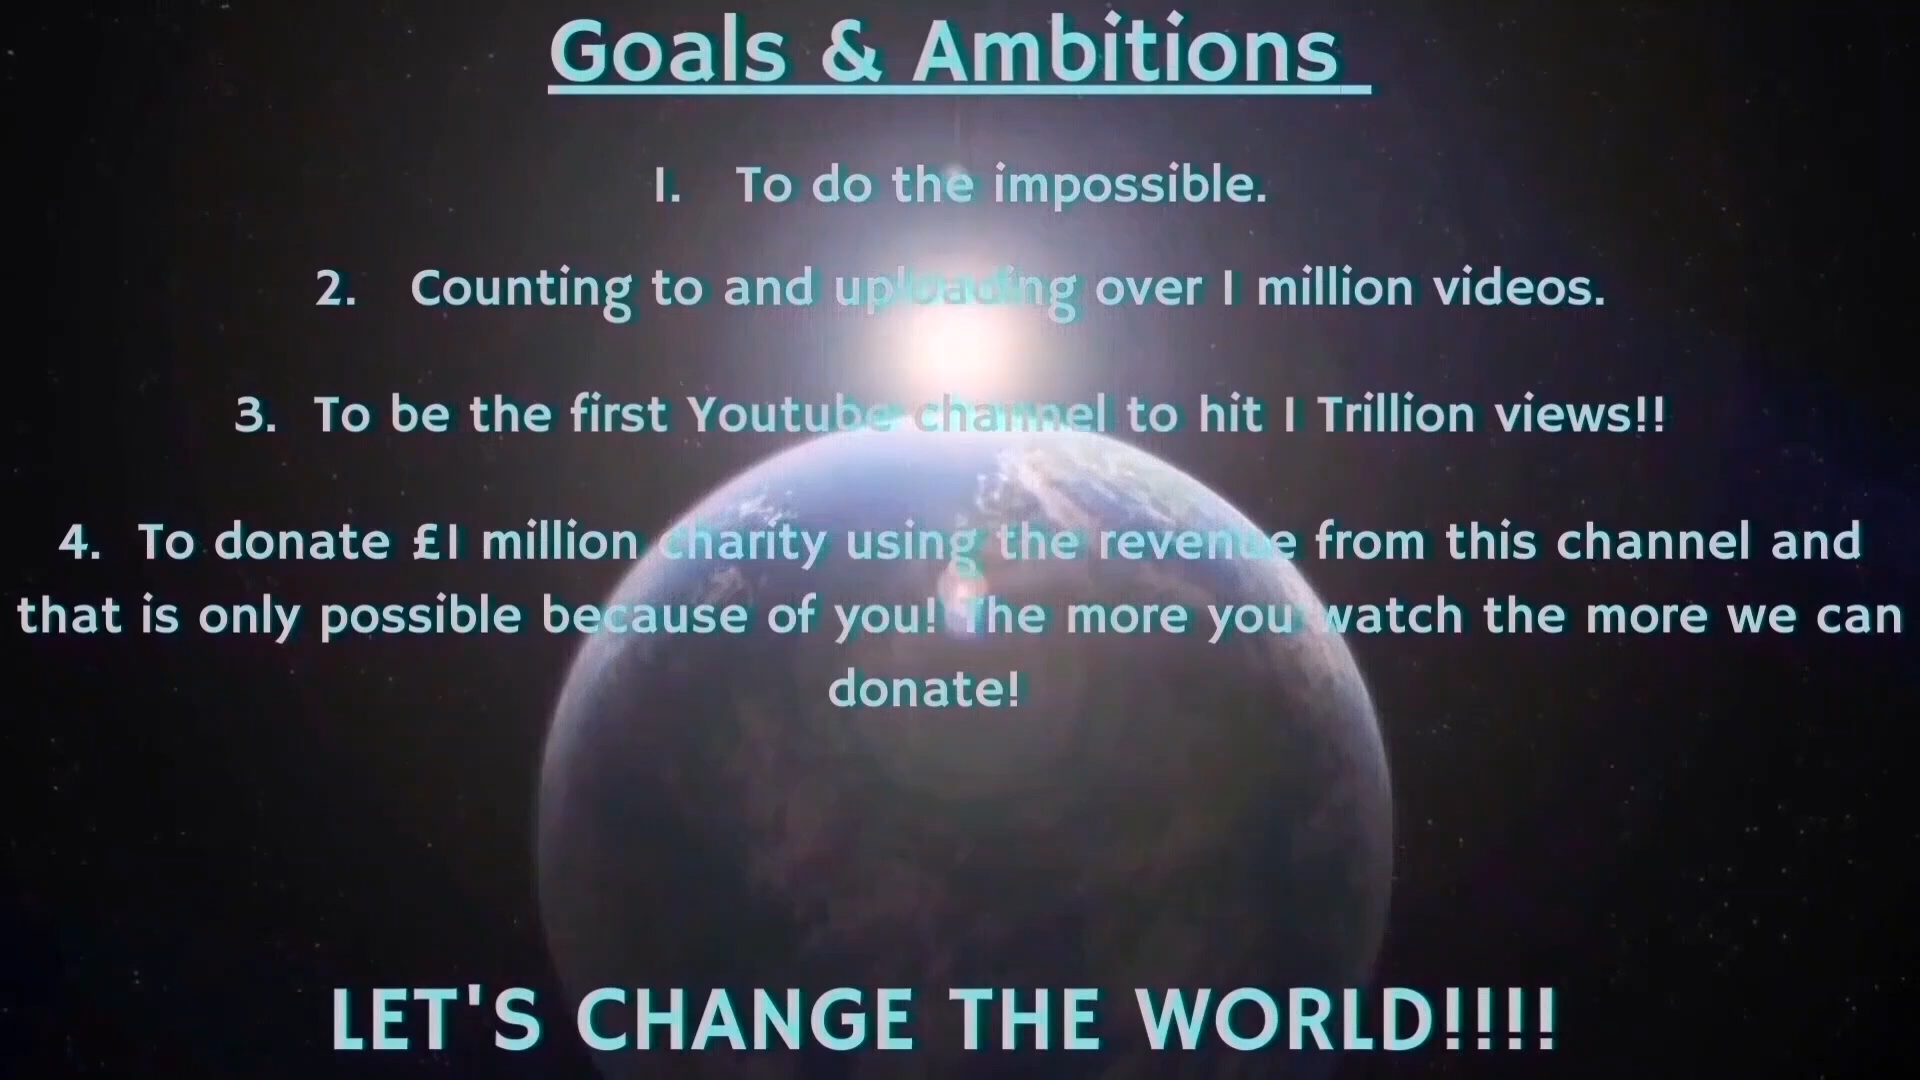 Goals & Ambitions
1. To do the impossible.
2. Counting to and uploading over 1 million videos.
3. To be the first Youtube channel to hit 1 Trillion views!!
4. To donate £1 million charity using the revenue from this channel and
that is only possible because of you! The more you watch the more we can
donate!
LET'S CHANGE THE WORLD!!!!